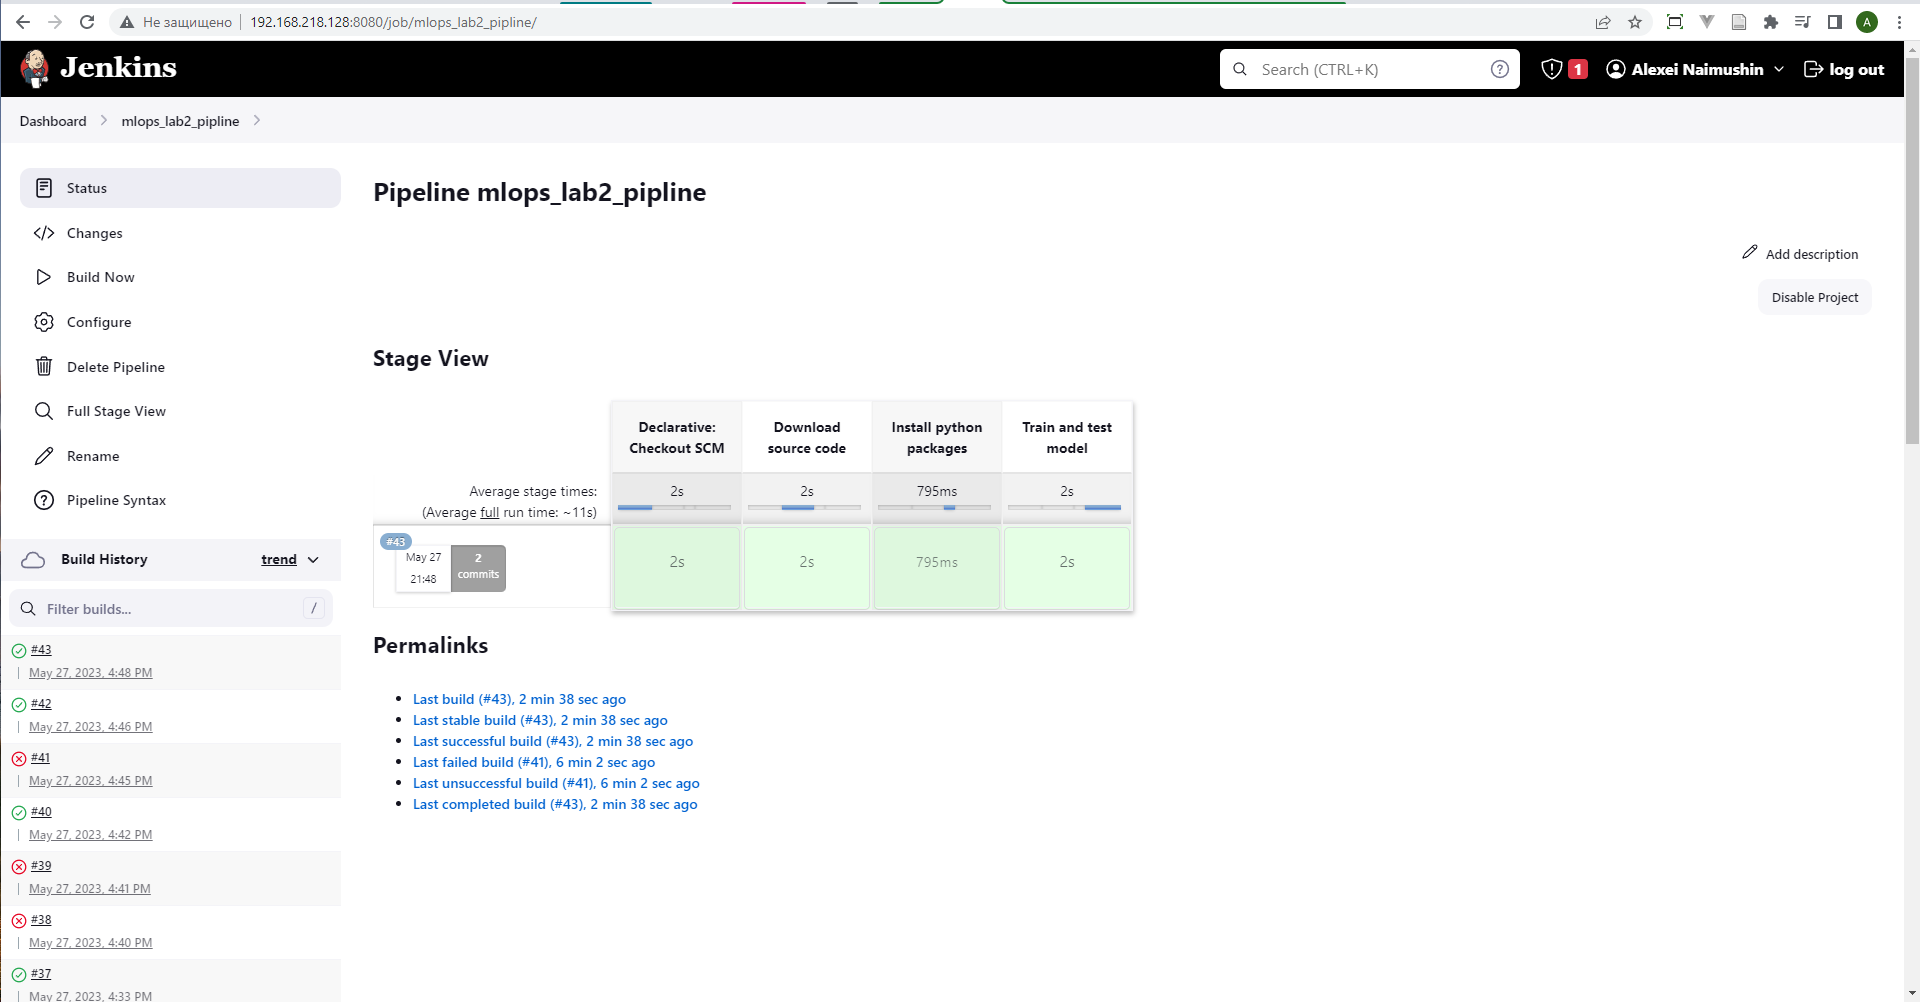 Не защищено
192.168.218.128:8080/job/mlops_lab2_pipline/
A
Jenkins
Search (CTRL+K)
?
1
Alexei Naimushin
log out
Dashboard
mlops_lab2_pipline
Status
Changes
Build Now
Configure
Delete Pipeline
Full Stage View
Rename
Pipeline Syntax
Build History
trend
Filter builds...
/
#43
May 27, 2023, 4:48 PM
#42
May 27, 2023, 4:46 PM
#41
May 27, 2023, 4:45 PM
#40
May 27, 2023, 4:42 PM
#39
May 27, 2023, 4:41 PM
#38
May 27, 2023, 4:40 PM
#37
May 27, 2023, 4:33 PM
Pipeline mlops_lab2_pipline
Add description
Disable Project
Stage View
Declarative:
Checkout SCM
Download
source code
Install python
packages
Train and test
model
Average stage times:
(Average full run time: ~11s)
2s
2s
795ms
2s
#43
May 27
21:48
2
commits
2s
2s
795ms
2s
Permalinks
Last build (#43), 2 min 38 sec ago
Last stable build (#43), 2 min 38 sec ago
Last successful build (#43), 2 min 38 sec ago
Last failed build (#41), 6 min 2 sec ago
Last unsuccessful build (#41), 6 min 2 sec ago
Last completed build (#43), 2 min 38 sec ago